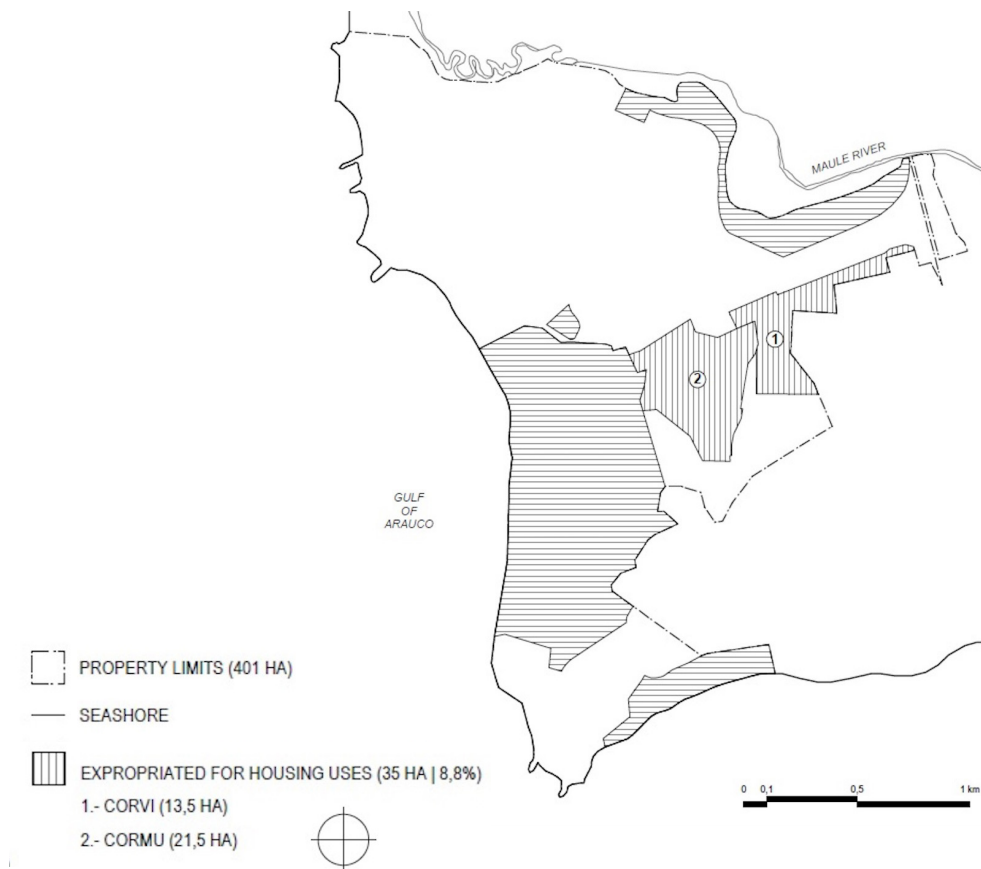 MAULE RIVER
1
2
GULF
OF
ARAUCO
PROPERTY LIMITS (401 HA)
SEASHORE
EXPROPRIATED FOR HOUSING USES (35 HA | 8,8%)
1.- CORVI (13,5 HA)
2.- CORMU (21,5 HA)
0 0,1 0,5 1 km